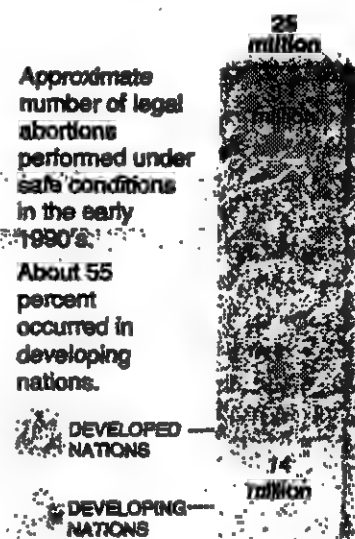 25
million
Approximate
number of legal
abortions
performed under
safe conditions
in the early
1990's.
About 55
percent
occurred in
developing
nations.
million
DEVELOPED
NATIONS
14
million
DEVELOPING
NATIONS